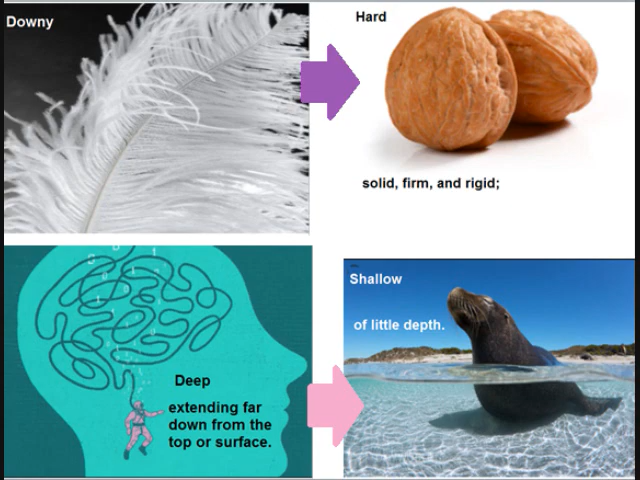 Downy
Hard
solid, firm, and rigid;
Deep
extending far
down from the
top or surface.
Shallow
of little depth.